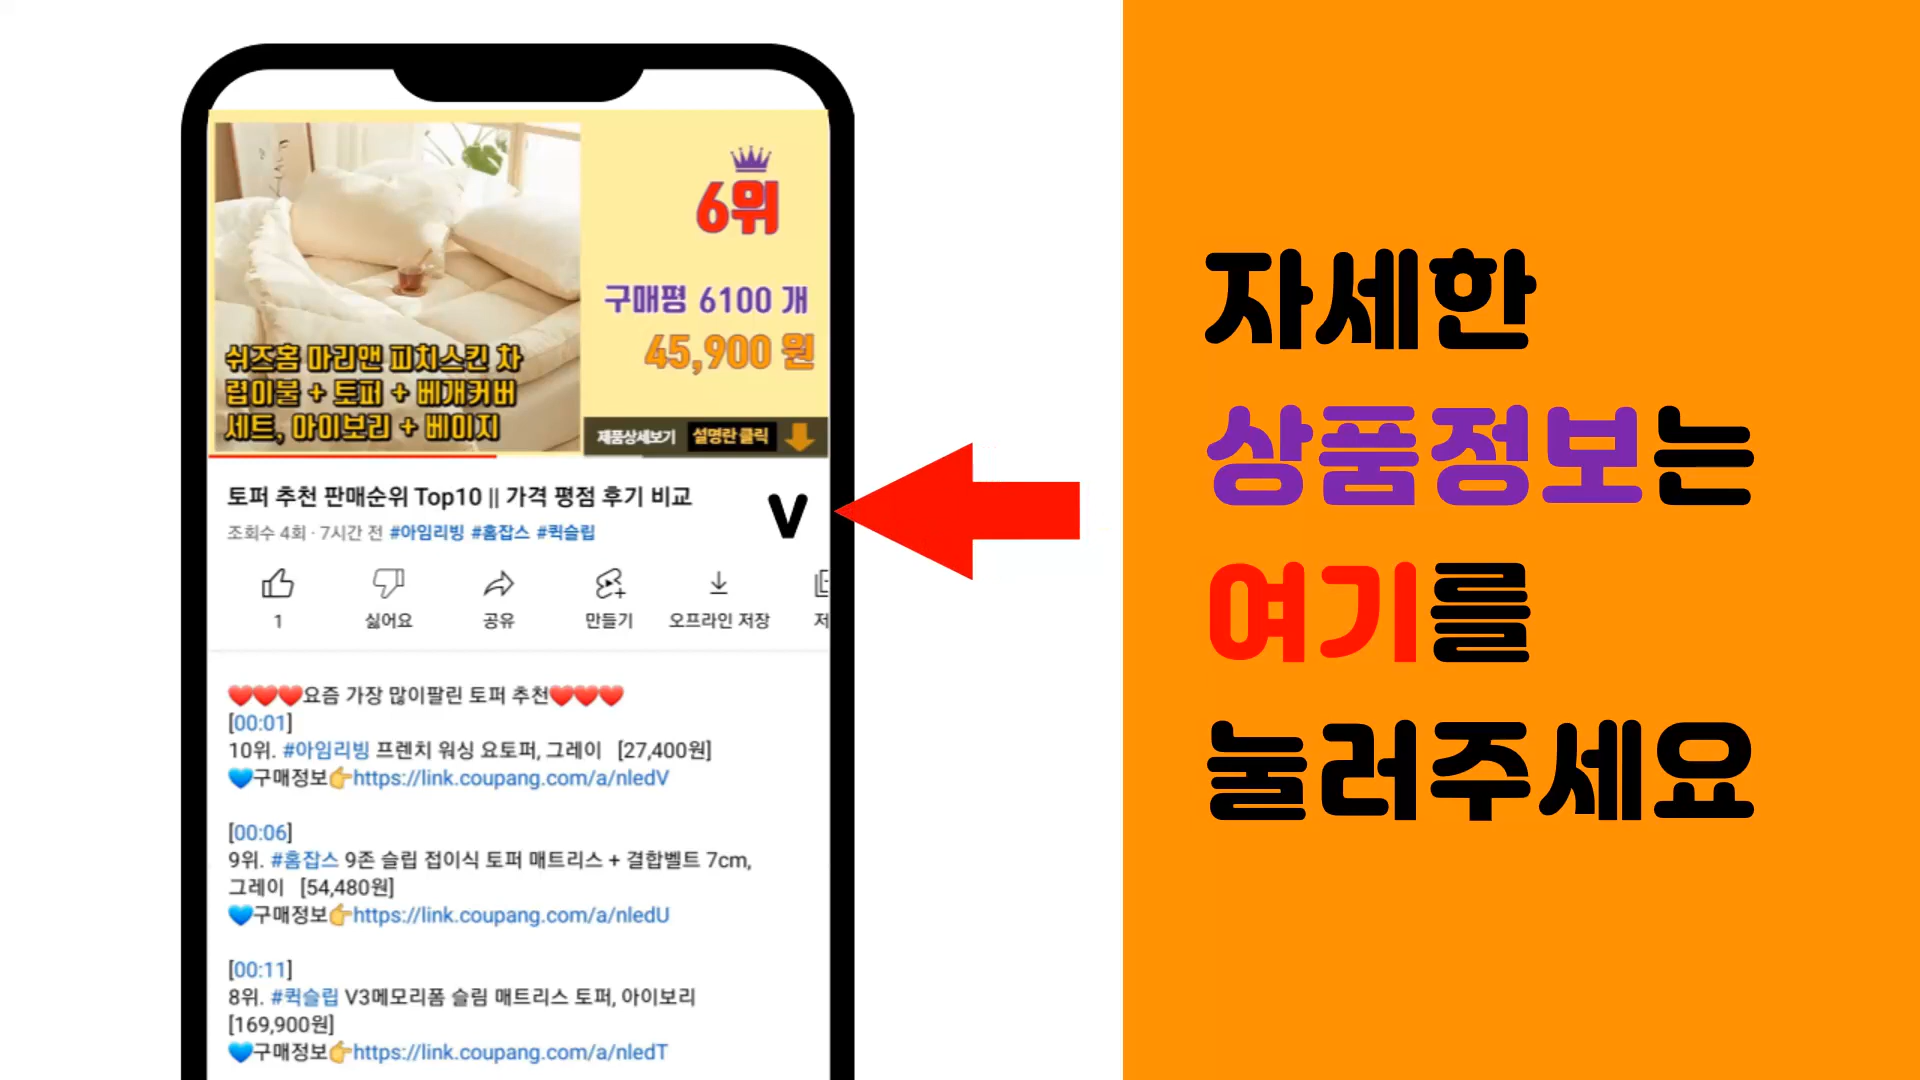 6위
구매평 6100 개
45,900 원
쉬즈홈 마리앤 피치스킨 차
렵이불 + 토퍼 + 베개커버
세트, 아이보리 + 베이지
제품상세보기 설명란 클릭
토퍼 추천 판매순위 Top10 || 가격 평점 후기 비교
V
조회수 4회 · 7시간 전 #아임리빙 #홈잡스 #퀵슬립
1 싫어요 공유 만들기 오프라인 저장 저
❤️❤️❤️요즘 가장 많이팔린 토퍼 추천❤️❤️❤️
[00:01]
10위. #아임리빙 프렌치 워싱 요토퍼, 그레이 [27,400원]
💙구매정보👉https://link.coupang.com/a/nledV
[00:06]
9위. #홈잡스 9존 슬립 접이식 토퍼 매트리스 + 결합벨트 7cm,
그레이 [54,480원]
💙구매정보👉https://link.coupang.com/a/nledU
[00:11]
8위. #퀵슬립 V3메모리폼 슬림 매트리스 토퍼, 아이보리
[169,900원]
💙구매정보👉https://link.coupang.com/a/nledT
자세한
상품정보는
여기를
눌러주세요